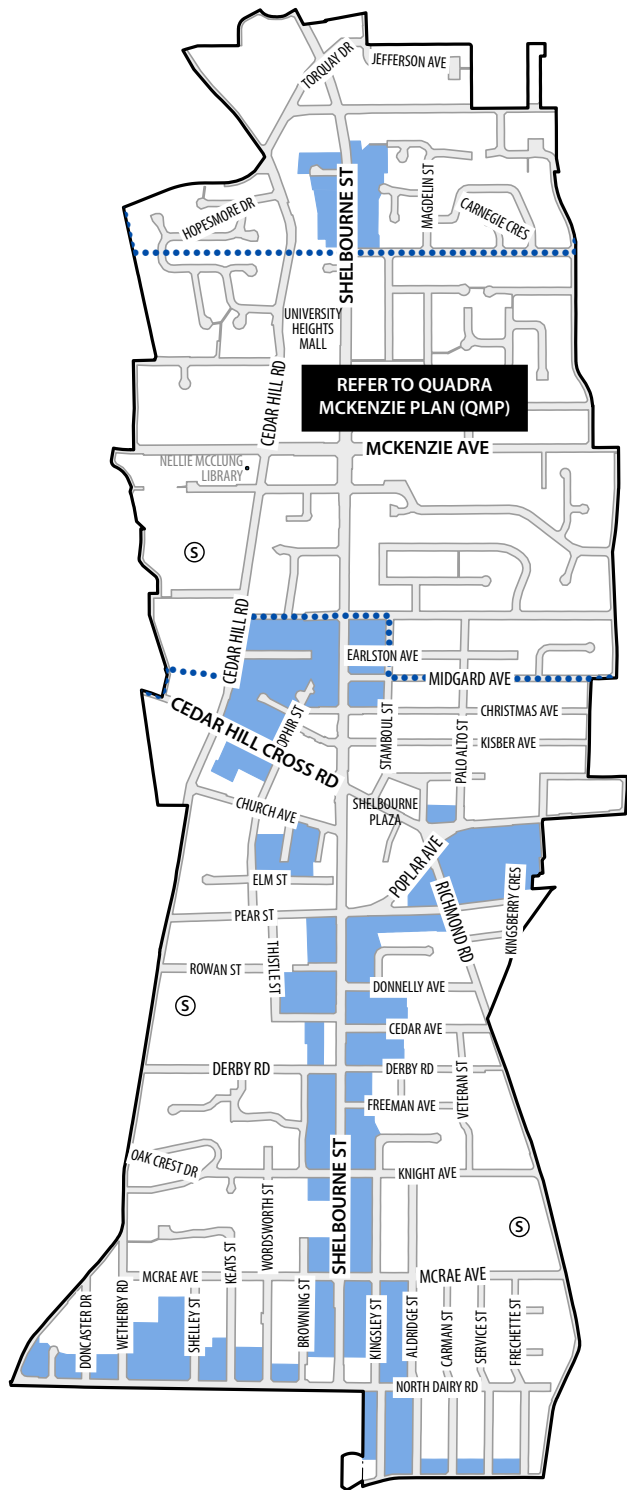 TORQUAY DR
JEFFERSON AVE
SHELBOURNE ST
MAGDELIN ST
CARNEGIE CRES
HOPESMORE DR
UNIVERSITY
HEIGHTS
MALL
CEDAR HILL RD
REFER TO QUADRA
MCKENZIE PLAN (QMP)
MCKENZIE AVE
NELLIE MCCLUNG
LIBRARY
S
CEDAR HILL RD
EARLSTON AVE
MIDGARD AVE
CEDAR HILL CROSS RD
OPHIR ST
STAMBOUL ST
CHRISTMAS AVE
PALO ALTO ST
KISBER AVE
CHURCH AVE
SHELBOURNE
PLAZA
POPLAR AVE
ELM ST
RICHMOND RD
KINGSBERRY CRES
PEAR ST
THISTLE ST
ROWAN ST
DONNELLY AVE
S
CEDAR AVE
DERBY RD
DERBY RD
VETERAN ST
FREEMAN AVE
SHELBOURNE ST
OAK CREST DR
KNIGHT AVE
WORDSWORTH ST
S
KEATS ST
MCRAE AVE
MCRAE AVE
DONCASTER DR
WETHERBY RD
SHELLEY ST
BROWNING ST
KINGSLEY ST
ALDRIDGE ST
CARMAN ST
SERVICE ST
FRECHETTE ST
NORTH DAIRY RD